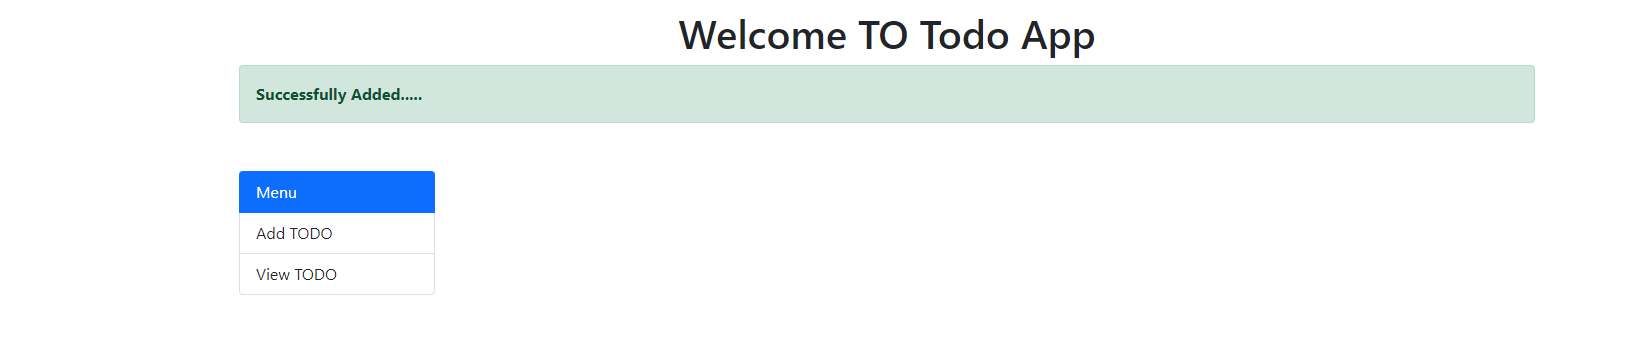 Welcome TO Todo App
Successfully Added.....
Menu
Add TODO
View TODO